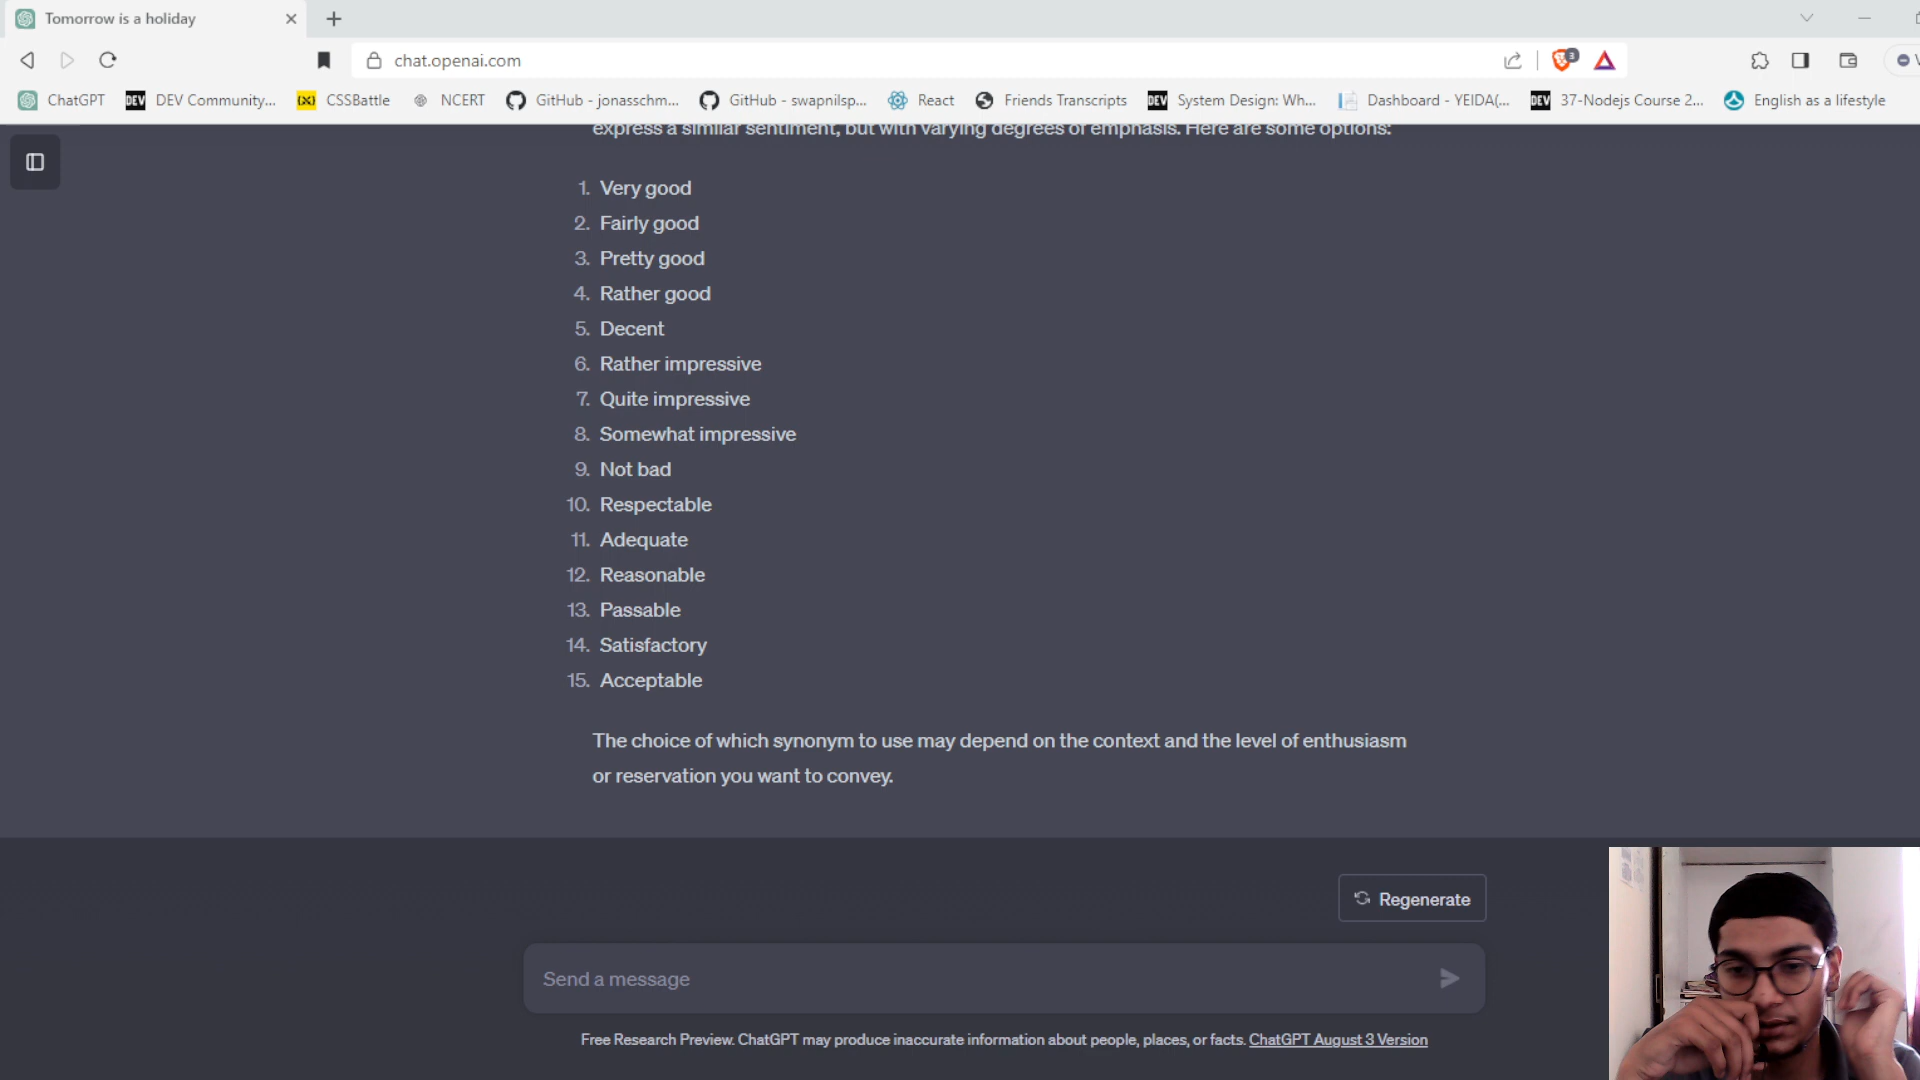 Tomorrow is a holiday
chat.openai.com
3
ChatGPT
DEV DEV Community...
CSSBattle
NCERT
GitHub - jonasschm...
GitHub - swapnilsp...
React
Friends Transcripts
DEV System Design: Wh...
Dashboard - YEIDA(...
DEV 37-Nodejs Course 2...
English as a lifestyle
express a similar sentiment, but with varying degrees of emphasis. Here are some options:
1. Very good
2. Fairly good
3. Pretty good
4. Rather good
5. Decent
6. Rather impressive
7. Quite impressive
8. Somewhat impressive
9. Not bad
10. Respectable
11. Adequate
12. Reasonable
13. Passable
14. Satisfactory
15. Acceptable
The choice of which synonym to use may depend on the context and the level of enthusiasm
or reservation you want to convey.
Regenerate
Send a message
Free Research Preview. ChatGPT may produce inaccurate information about people, places, or facts. ChatGPT August 3 Version